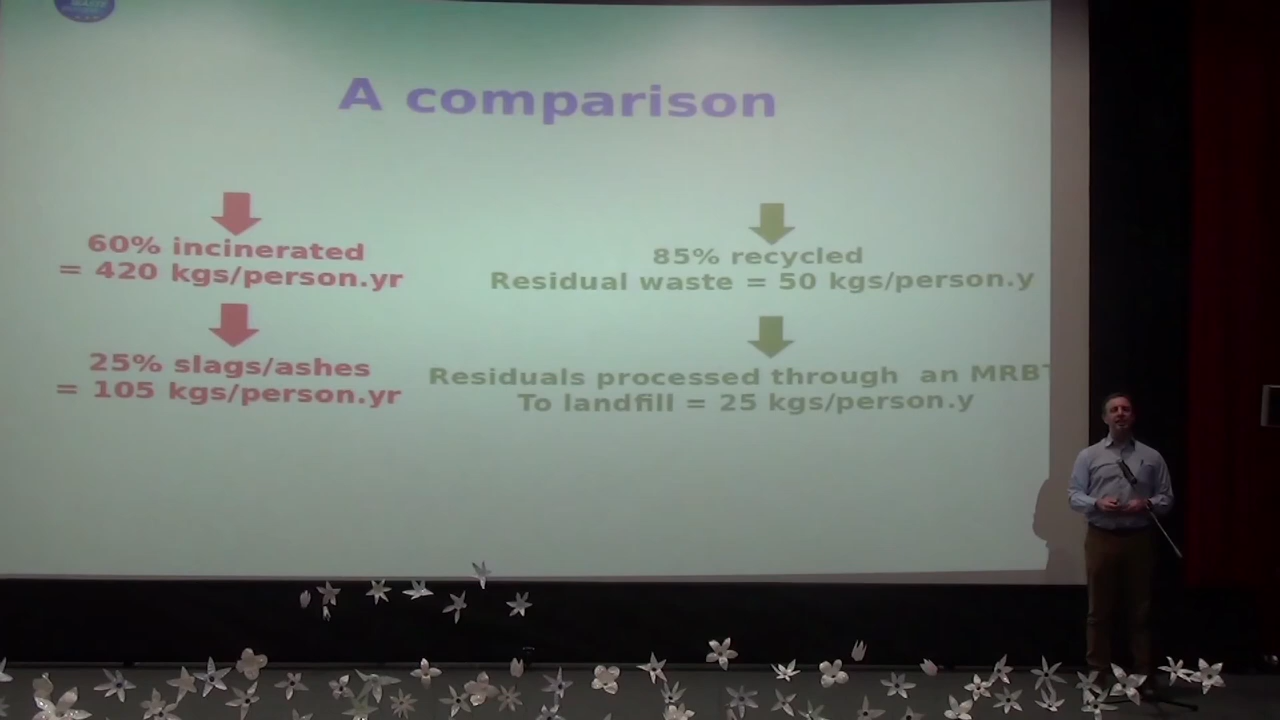 A comparison
60% incinerated
= 420 kgs/person.yr
25% slags/ashes
= 105 kgs/person.yr
85% recycled
Residual waste = 50 kgs/person.y
Residuals processed through an MRBT
To landfill = 25 kgs/person.y